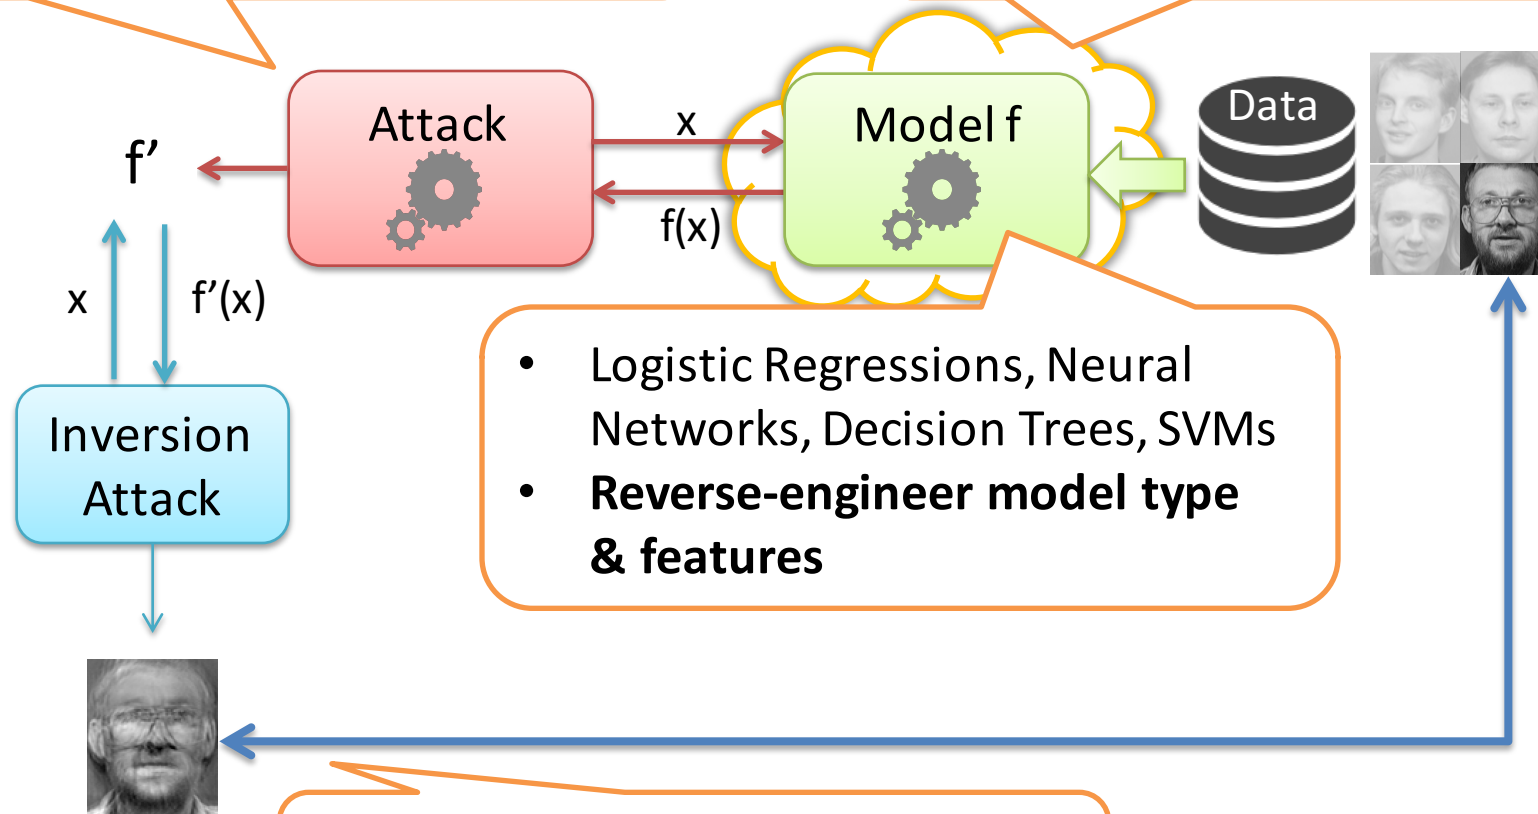 Attack
x
Model f
Data
f’
f(x)
x
f’(x)
• Logistic Regressions, Neural
Networks, Decision Trees, SVMs
• Reverse-engineer model type
& features
Inversion
Attack